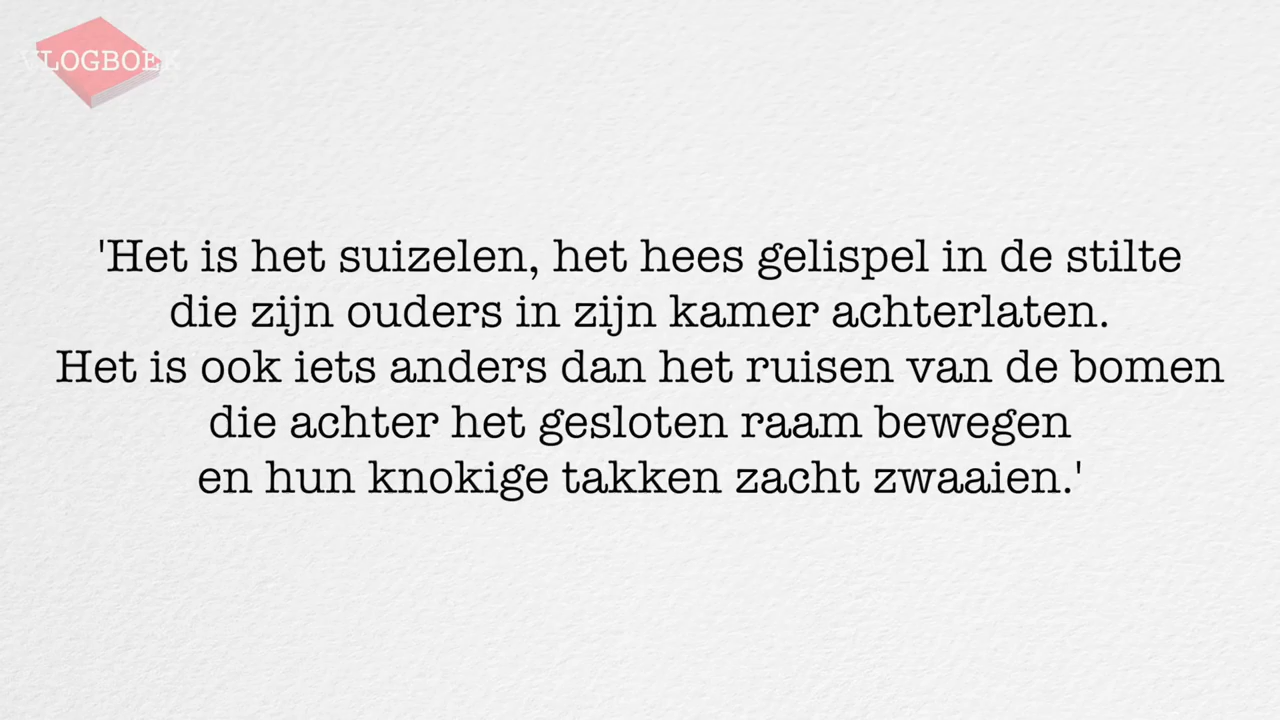 VLOGBOEK
'Het is het suizelen, het hees gelispel in de stilte
die zijn ouders in zijn kamer achterlaten.
Het is ook iets anders dan het ruisen van de bomen
die achter het gesloten raam bewegen
en hun knokige takken zacht zwaaien.'